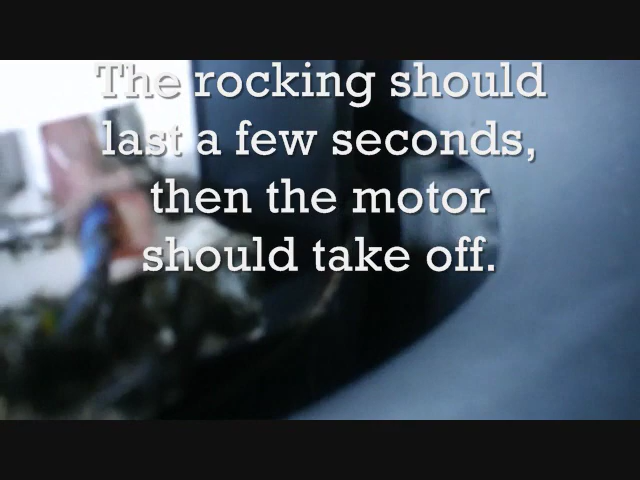 The rocking should
last a few seconds,
then the motor
should take off.